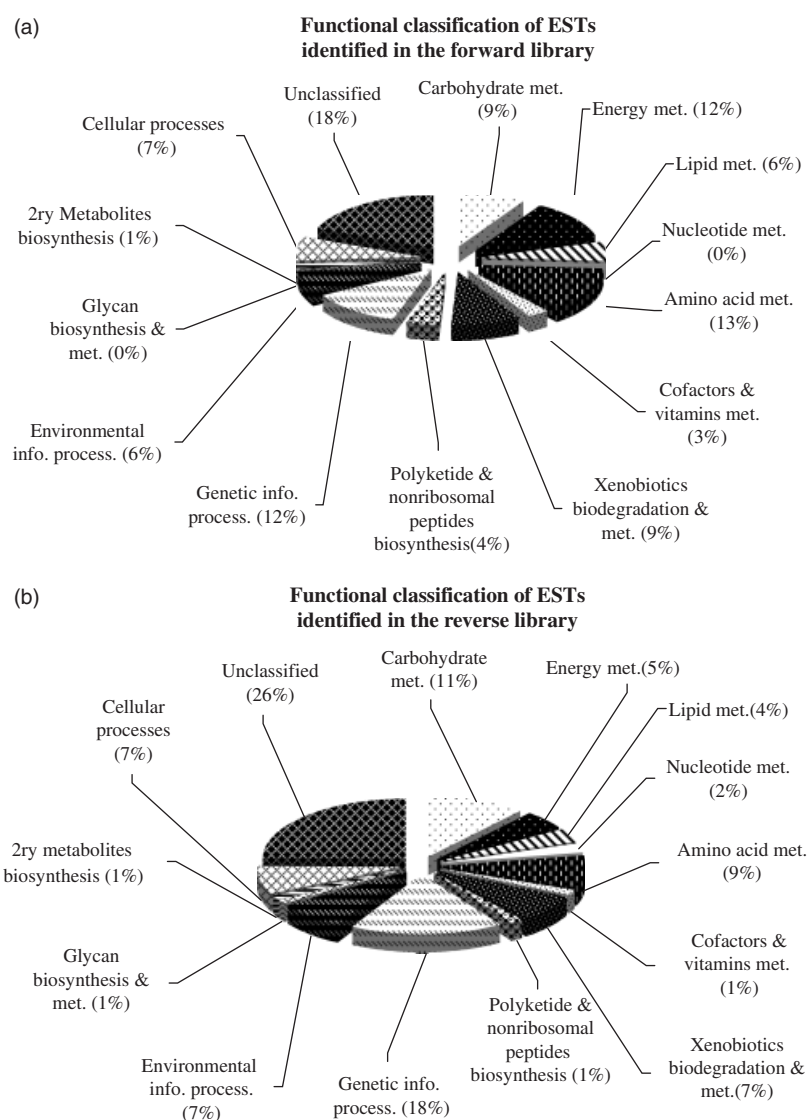 (a)
Functional classification of ESTs
identified in the forward library
Unclassified
(18%)
Carbohydrate met.
(9%)
Energy met. (12%)
Cellular processes
(7%)
Lipid met. (6%)
2ry Metabolites
biosynthesis (1%)
Nucleotide met.
(0%)
Glycan
biosynthesis &
met. (0%)
Amino acid met.
(13%)
Environmental
info. process. (6%)
Cofactors &
vitamins met.
(3%)
Genetic info.
process. (12%)
Polyketide &
nonribosomal
peptides
biosynthesis(4%)
Xenobiotics
biodegradation &
met. (9%)
(b)
Functional classification of ESTs
identified in the reverse library
Unclassified
(26%)
Carbohydrate
met. (11%)
Energy met.(5%)
Cellular
processes
(7%)
Lipid met.(4%)
Nucleotide met.
(2%)
2ry metabolites
biosynthesis (1%)
Amino acid met.
(9%)
Glycan
biosynthesis &
met. (1%)
Cofactors &
vitamins met.
(1%)
Environmental
info. process.
(7%)
Genetic info.
process. (18%)
Polyketide &
nonribosomal
peptides
biosynthesis (1%)
Xenobiotics
biodegradation &
met.(7%)